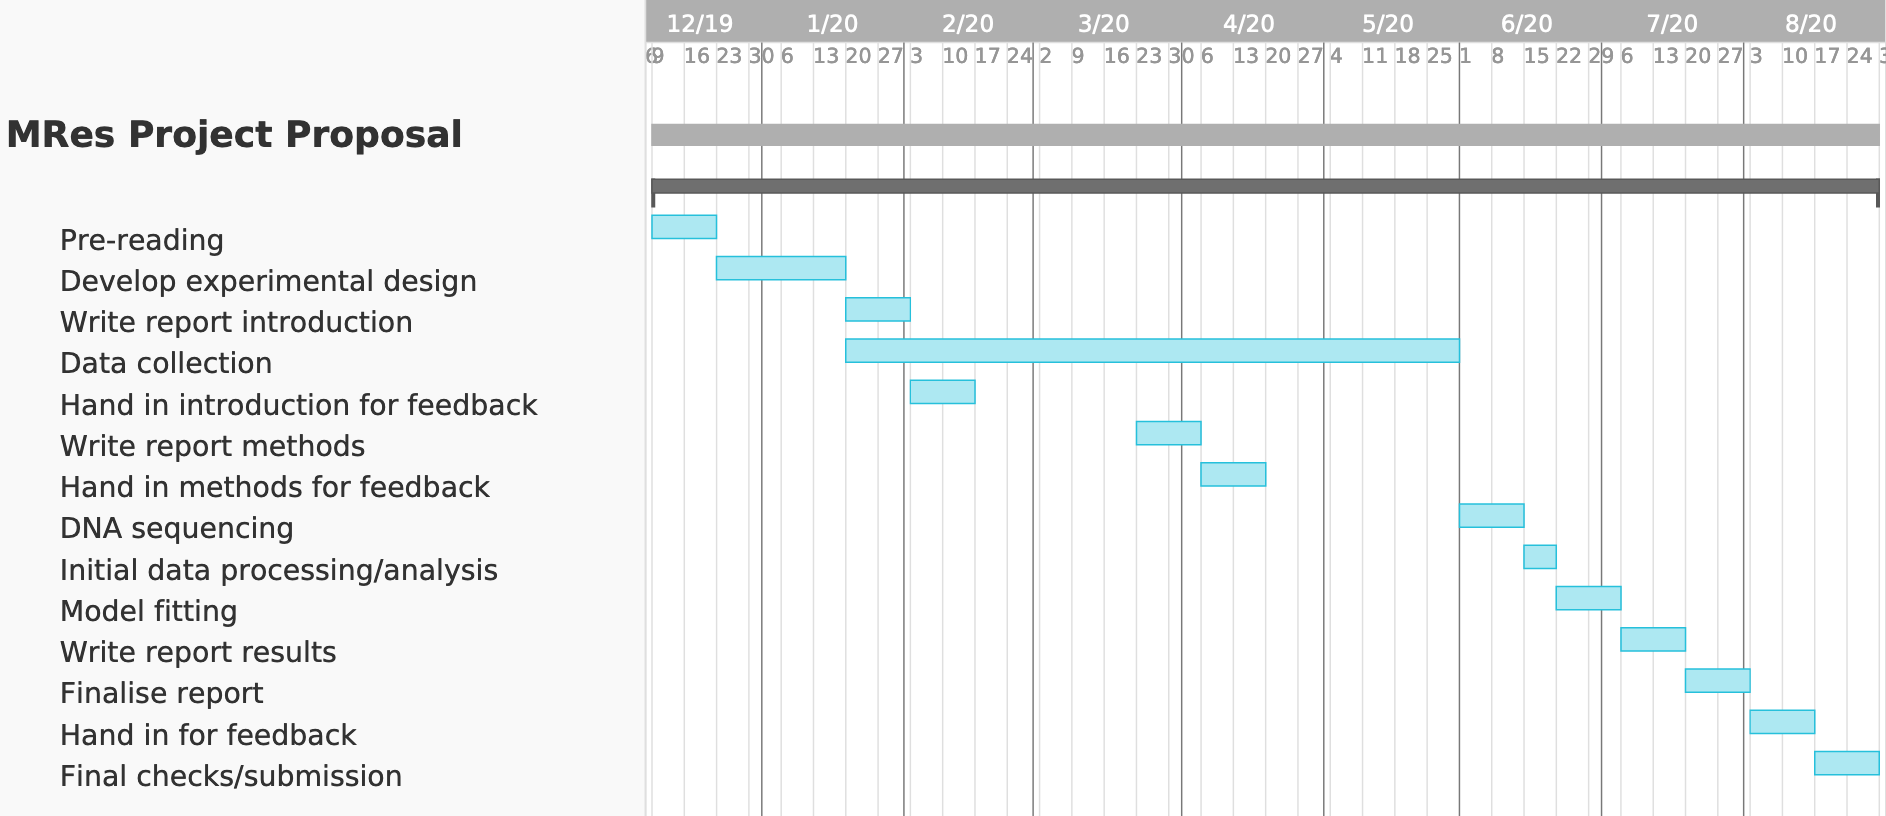 12/19 1/20 2/20 3/20 4/20 5/20 6/20 7/20 8/20
6 9 16 23 30 6 13 20 27 3 10 17 24 2 9 16 23 30 6 13 20 27 4 11 18 25 1 8 15 22 29 6 13 20 27 3 10 17 24
MRes Project Proposal
Pre-reading
Develop experimental design
Write report introduction
Data collection
Hand in introduction for feedback
Write report methods
Hand in methods for feedback
DNA sequencing
Initial data processing/analysis
Model fitting
Write report results
Finalise report
Hand in for feedback
Final checks/submission